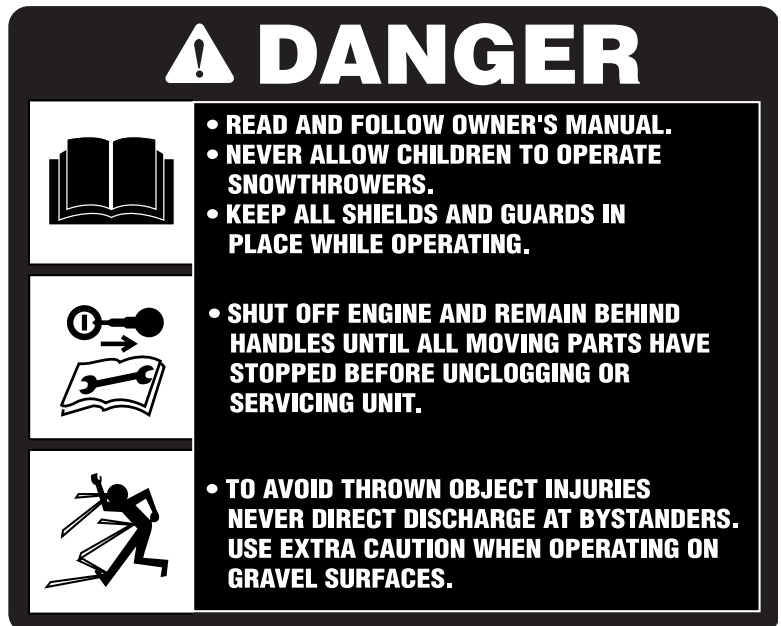 DANGER
• READ AND FOLLOW OWNER'S MANUAL.
• NEVER ALLOW CHILDREN TO OPERATE
SNOWTHROWERS.
• KEEP ALL SHIELDS AND GUARDS IN
PLACE WHILE OPERATING.
• SHUT OFF ENGINE AND REMAIN BEHIND
HANDLES UNTIL ALL MOVING PARTS HAVE
STOPPED BEFORE UNCLOGGING OR
SERVICING UNIT.
• TO AVOID THROWN OBJECT INJURIES
NEVER DIRECT DISCHARGE AT BYSTANDERS.
USE EXTRA CAUTION WHEN OPERATING ON
GRAVEL SURFACES.